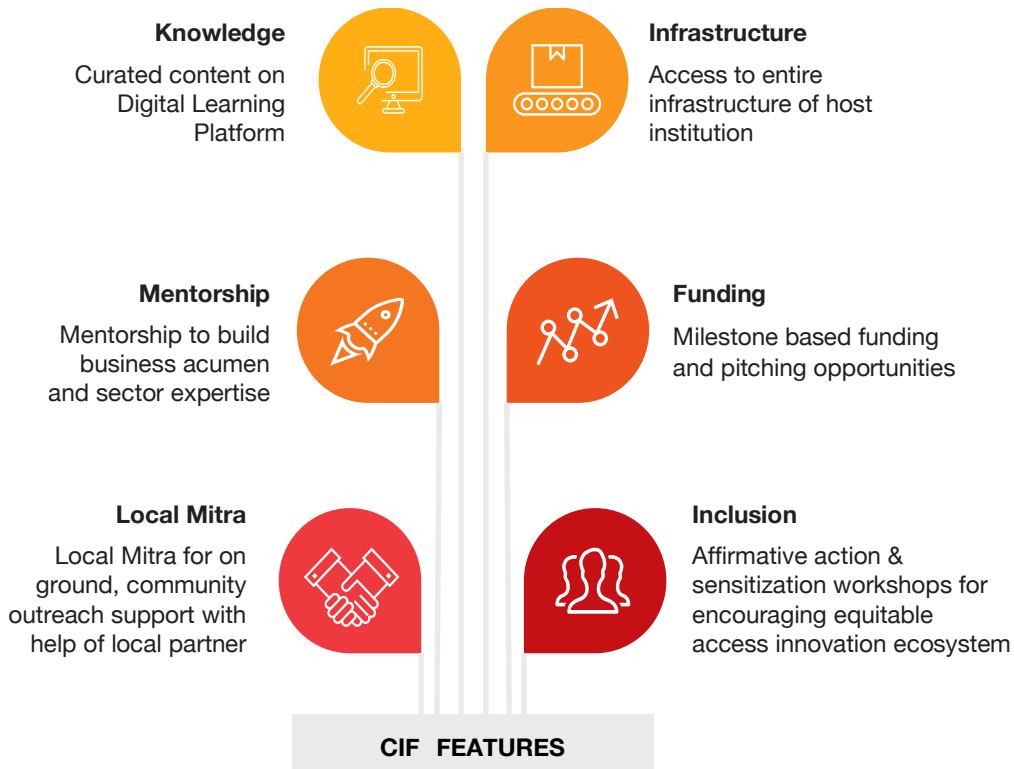 Knowledge
Curated content on
Digital Learning
Platform
Infrastructure
Access to entire
infrastructure of host
institution
Mentorship
Mentorship to build
business acumen
and sector expertise
Funding
Milestone based funding
and pitching opportunities
Local Mitra
Local Mitra for on
ground, community
outreach support with
help of local partner
Inclusion
Affirmative action &
sensitization workshops for
encouraging equitable
access innovation ecosystem
CIF FEATURES